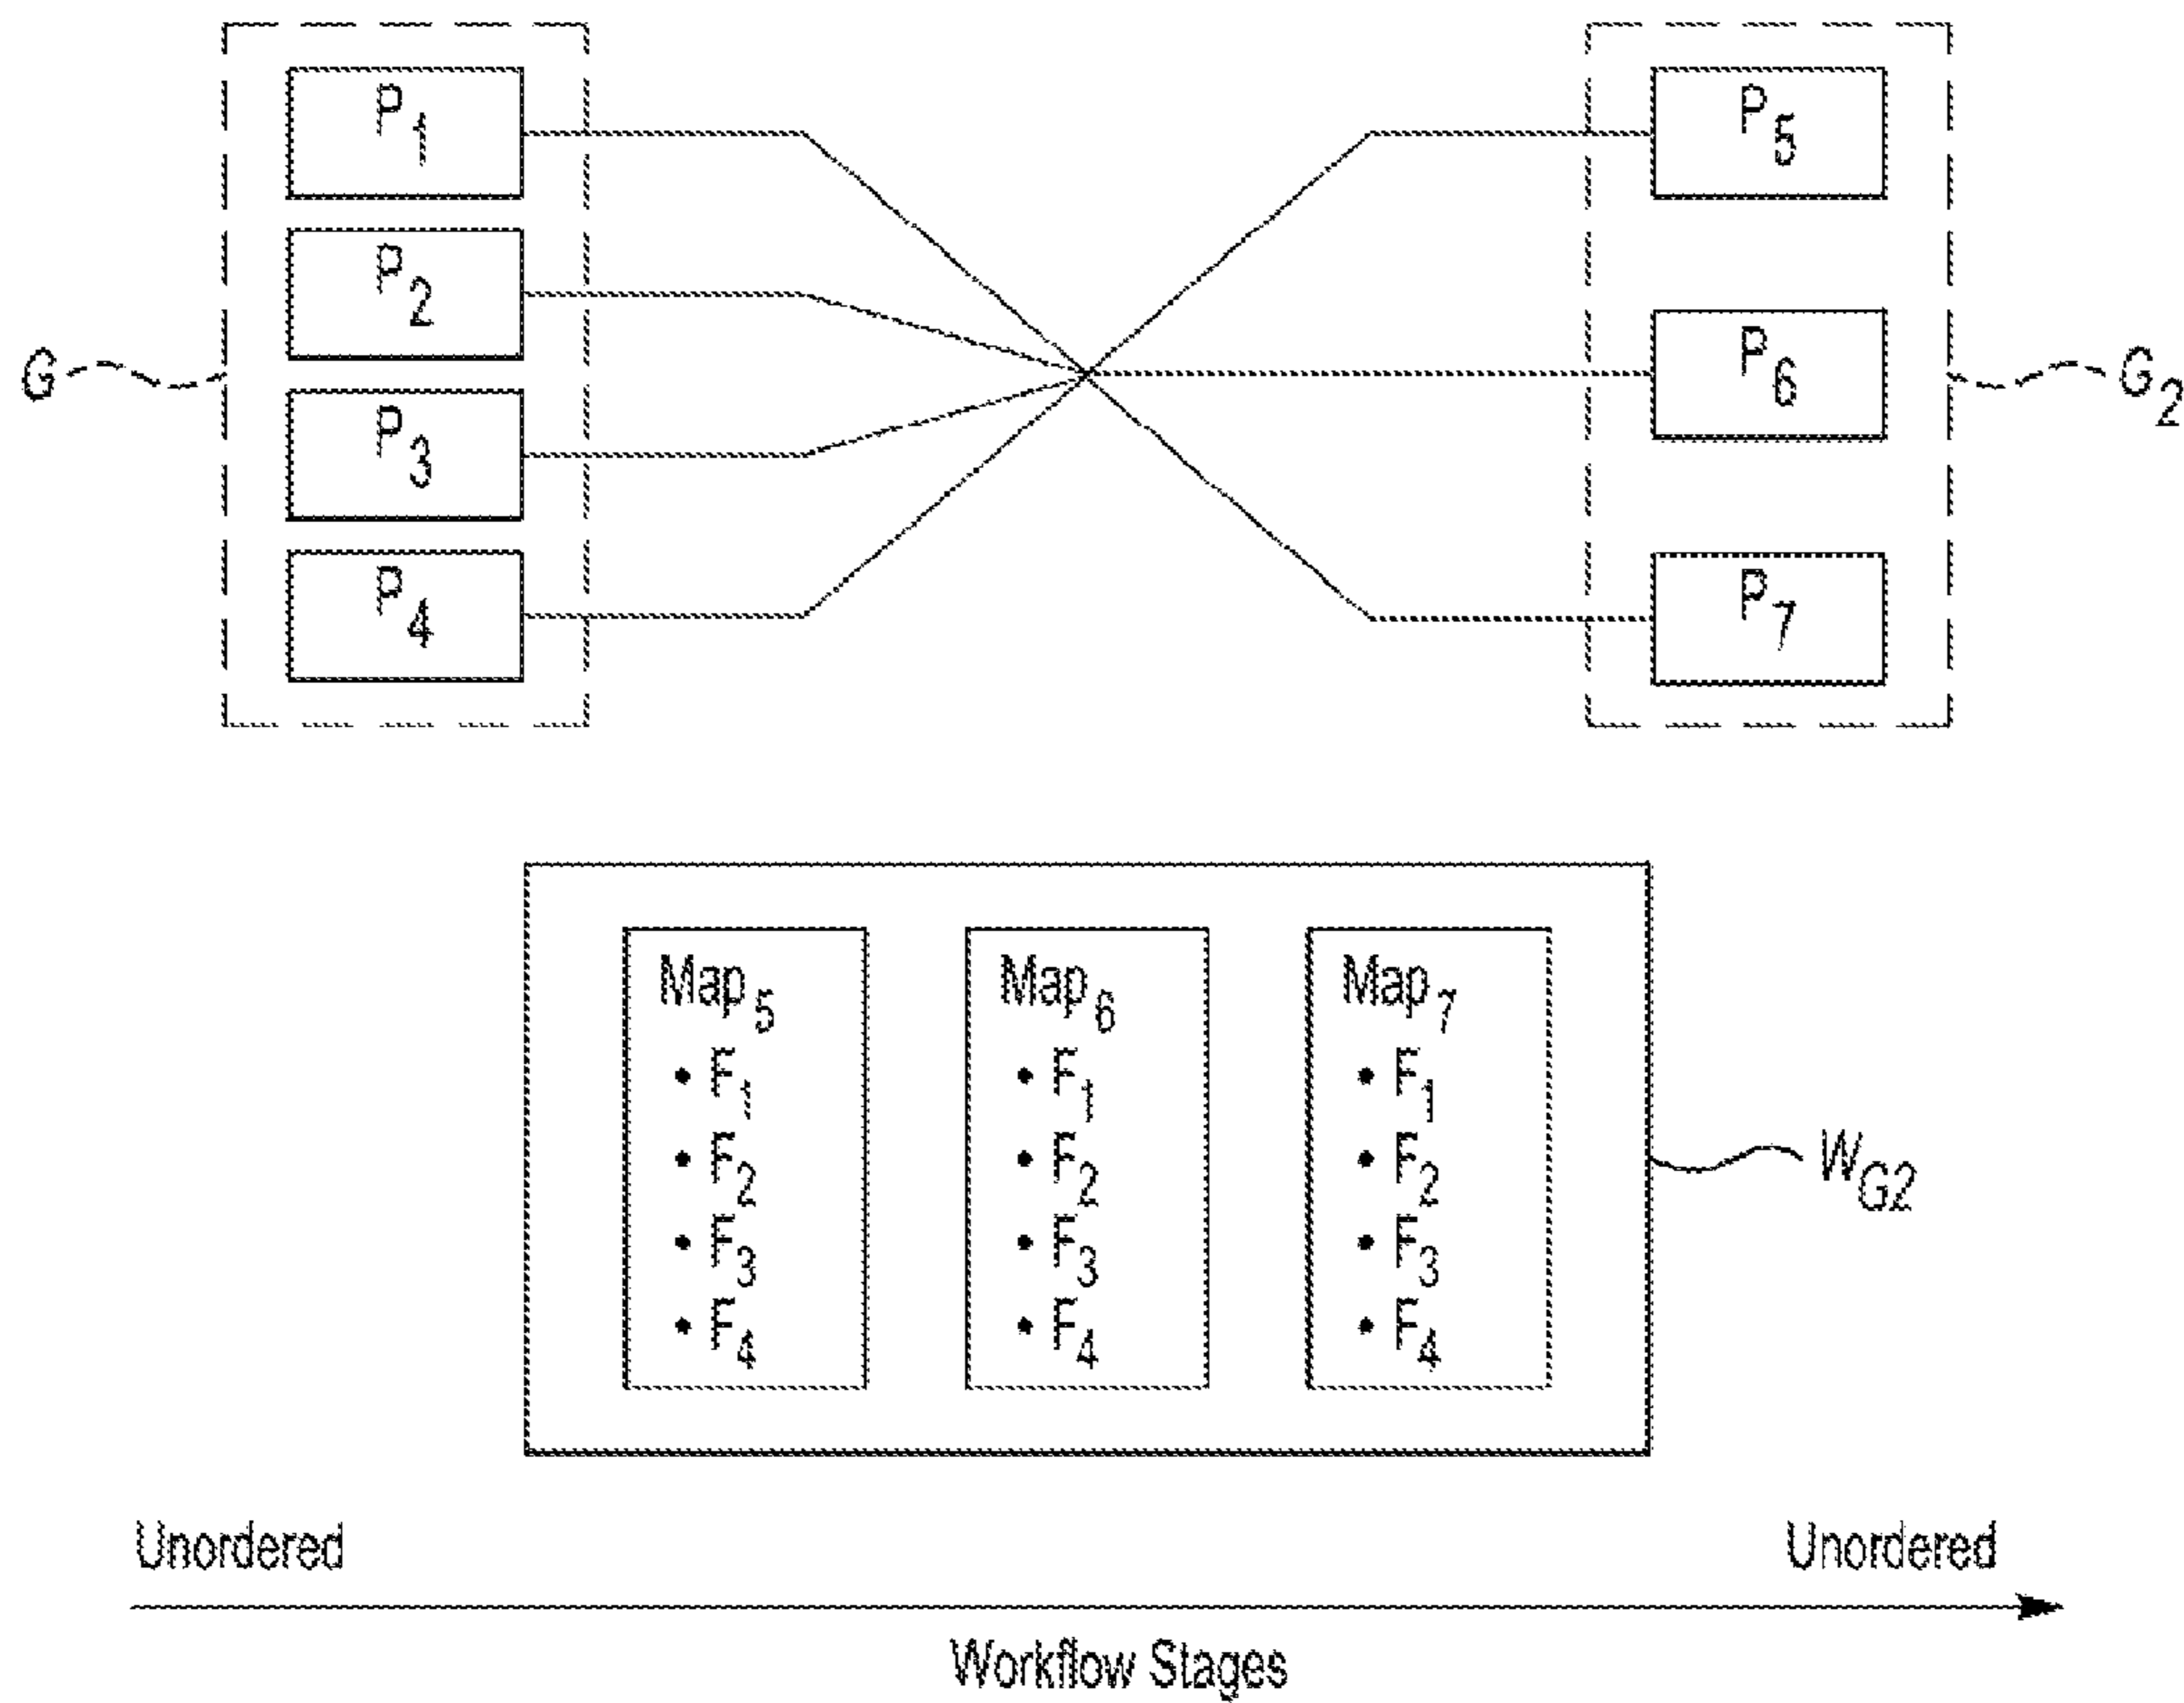 P1
P2
P3
P4
G
P5
P6
P7
G2
Map5
• F1
• F2
• F3
• F4
Map6
• F1
• F2
• F3
• F4
Map7
• F1
• F2
• F3
• F4
WG2
Unordered
Unordered
Workflow Stages